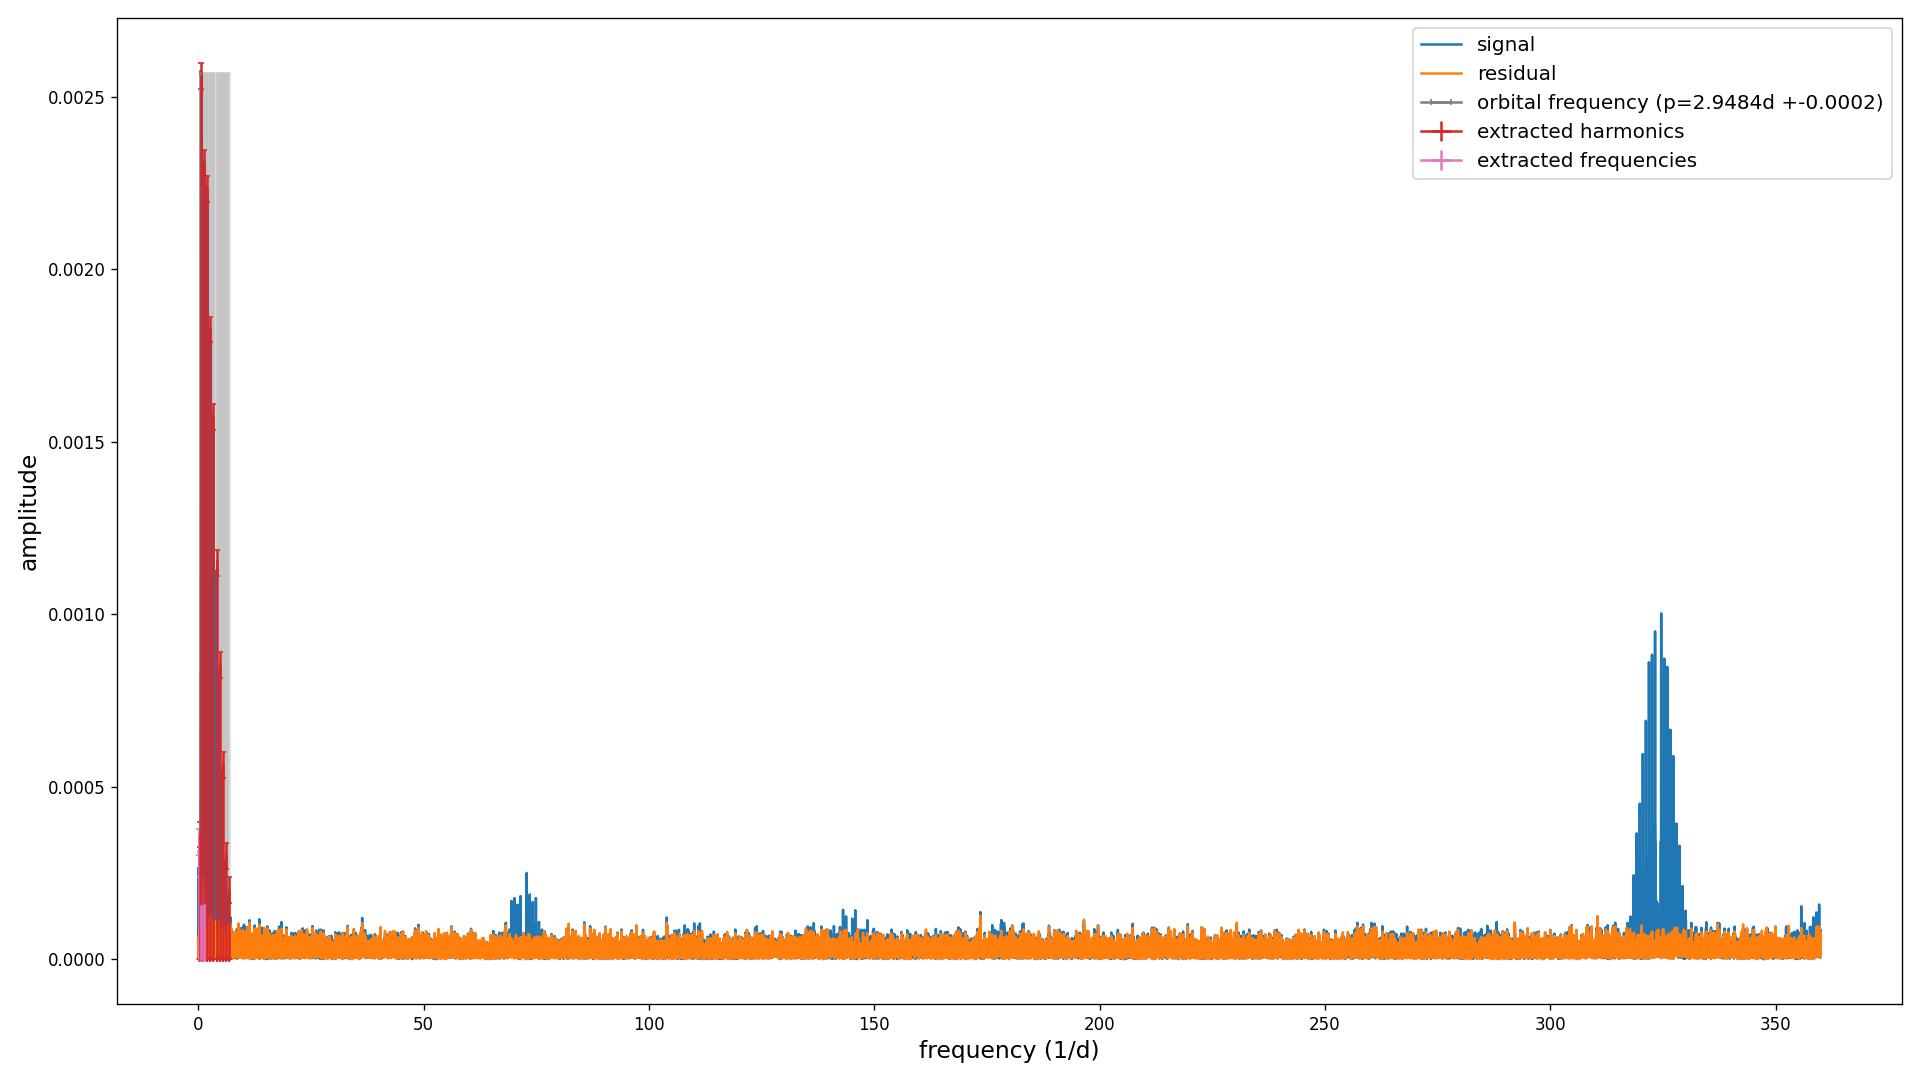 signal
residual
orbital frequency (p=2.9484d +-0.0002)
extracted harmonics
extracted frequencies
amplitude
0.0025
0.0020
0.0015
0.0010
0.0005
0.0000
0 50 100 150 200 250 300 350
frequency (1/d)